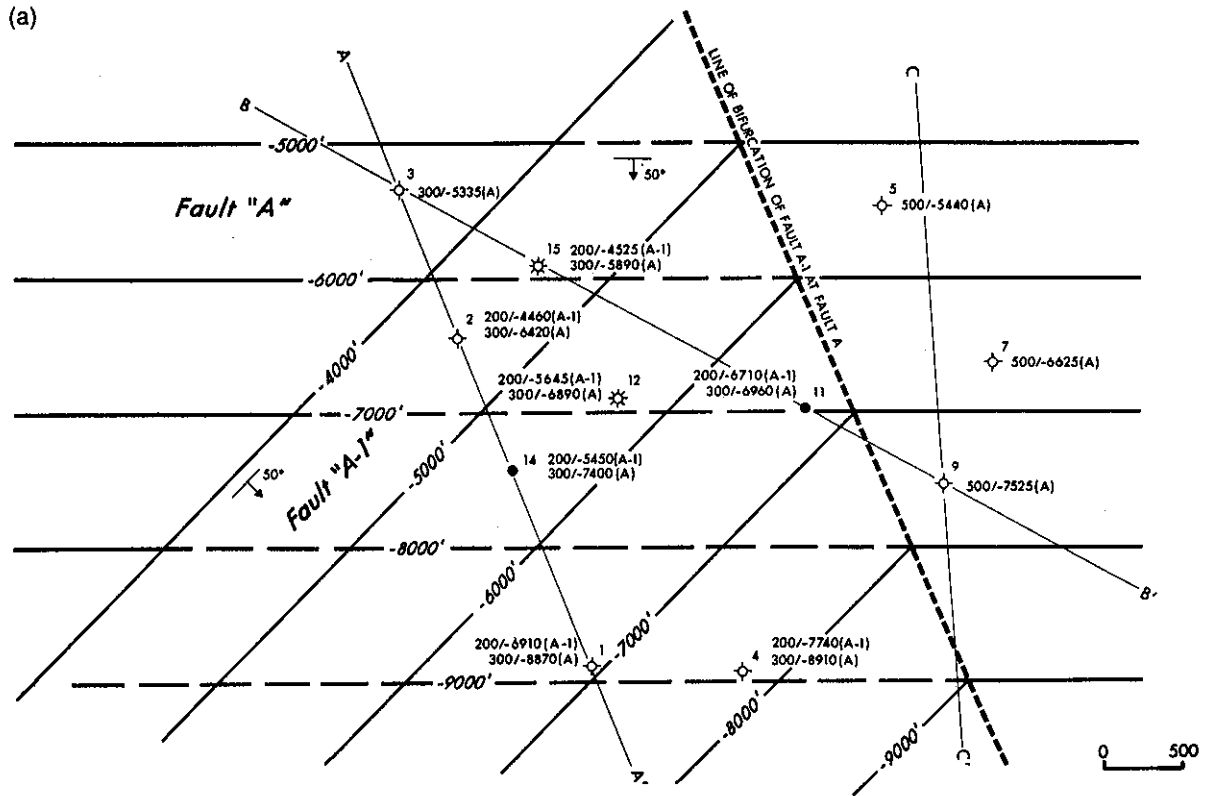 (a)
A
B
C
LINE OF BIFURCATION OF FAULT A-1 AT FAULT A
-5000'
50°
3
300/-5335(A)
Fault "A"
5
500/-5440(A)
15 200/-4525(A-1)
300/-5890(A)
-6000'
2 200/-4460(A-1)
300/-6420(A)
7
500/-6625(A)
-4000'
200/-5645(A-1) 12
300/-6890(A)
200/-6710(A-1)
300/-6960(A) 11
-7000'
50°
Fault "A-1"
-5000'
14 200/-5450(A-1)
300/-7400(A)
9
500/-7525(A)
-8000'
-6000'
B'
200/-6910(A-1) 1
300/-8870(A)
-7000'
200/-7740(A-1)
4 300/-8910(A)
-9000'
-8000'
-9000'
A'
C'
0 500